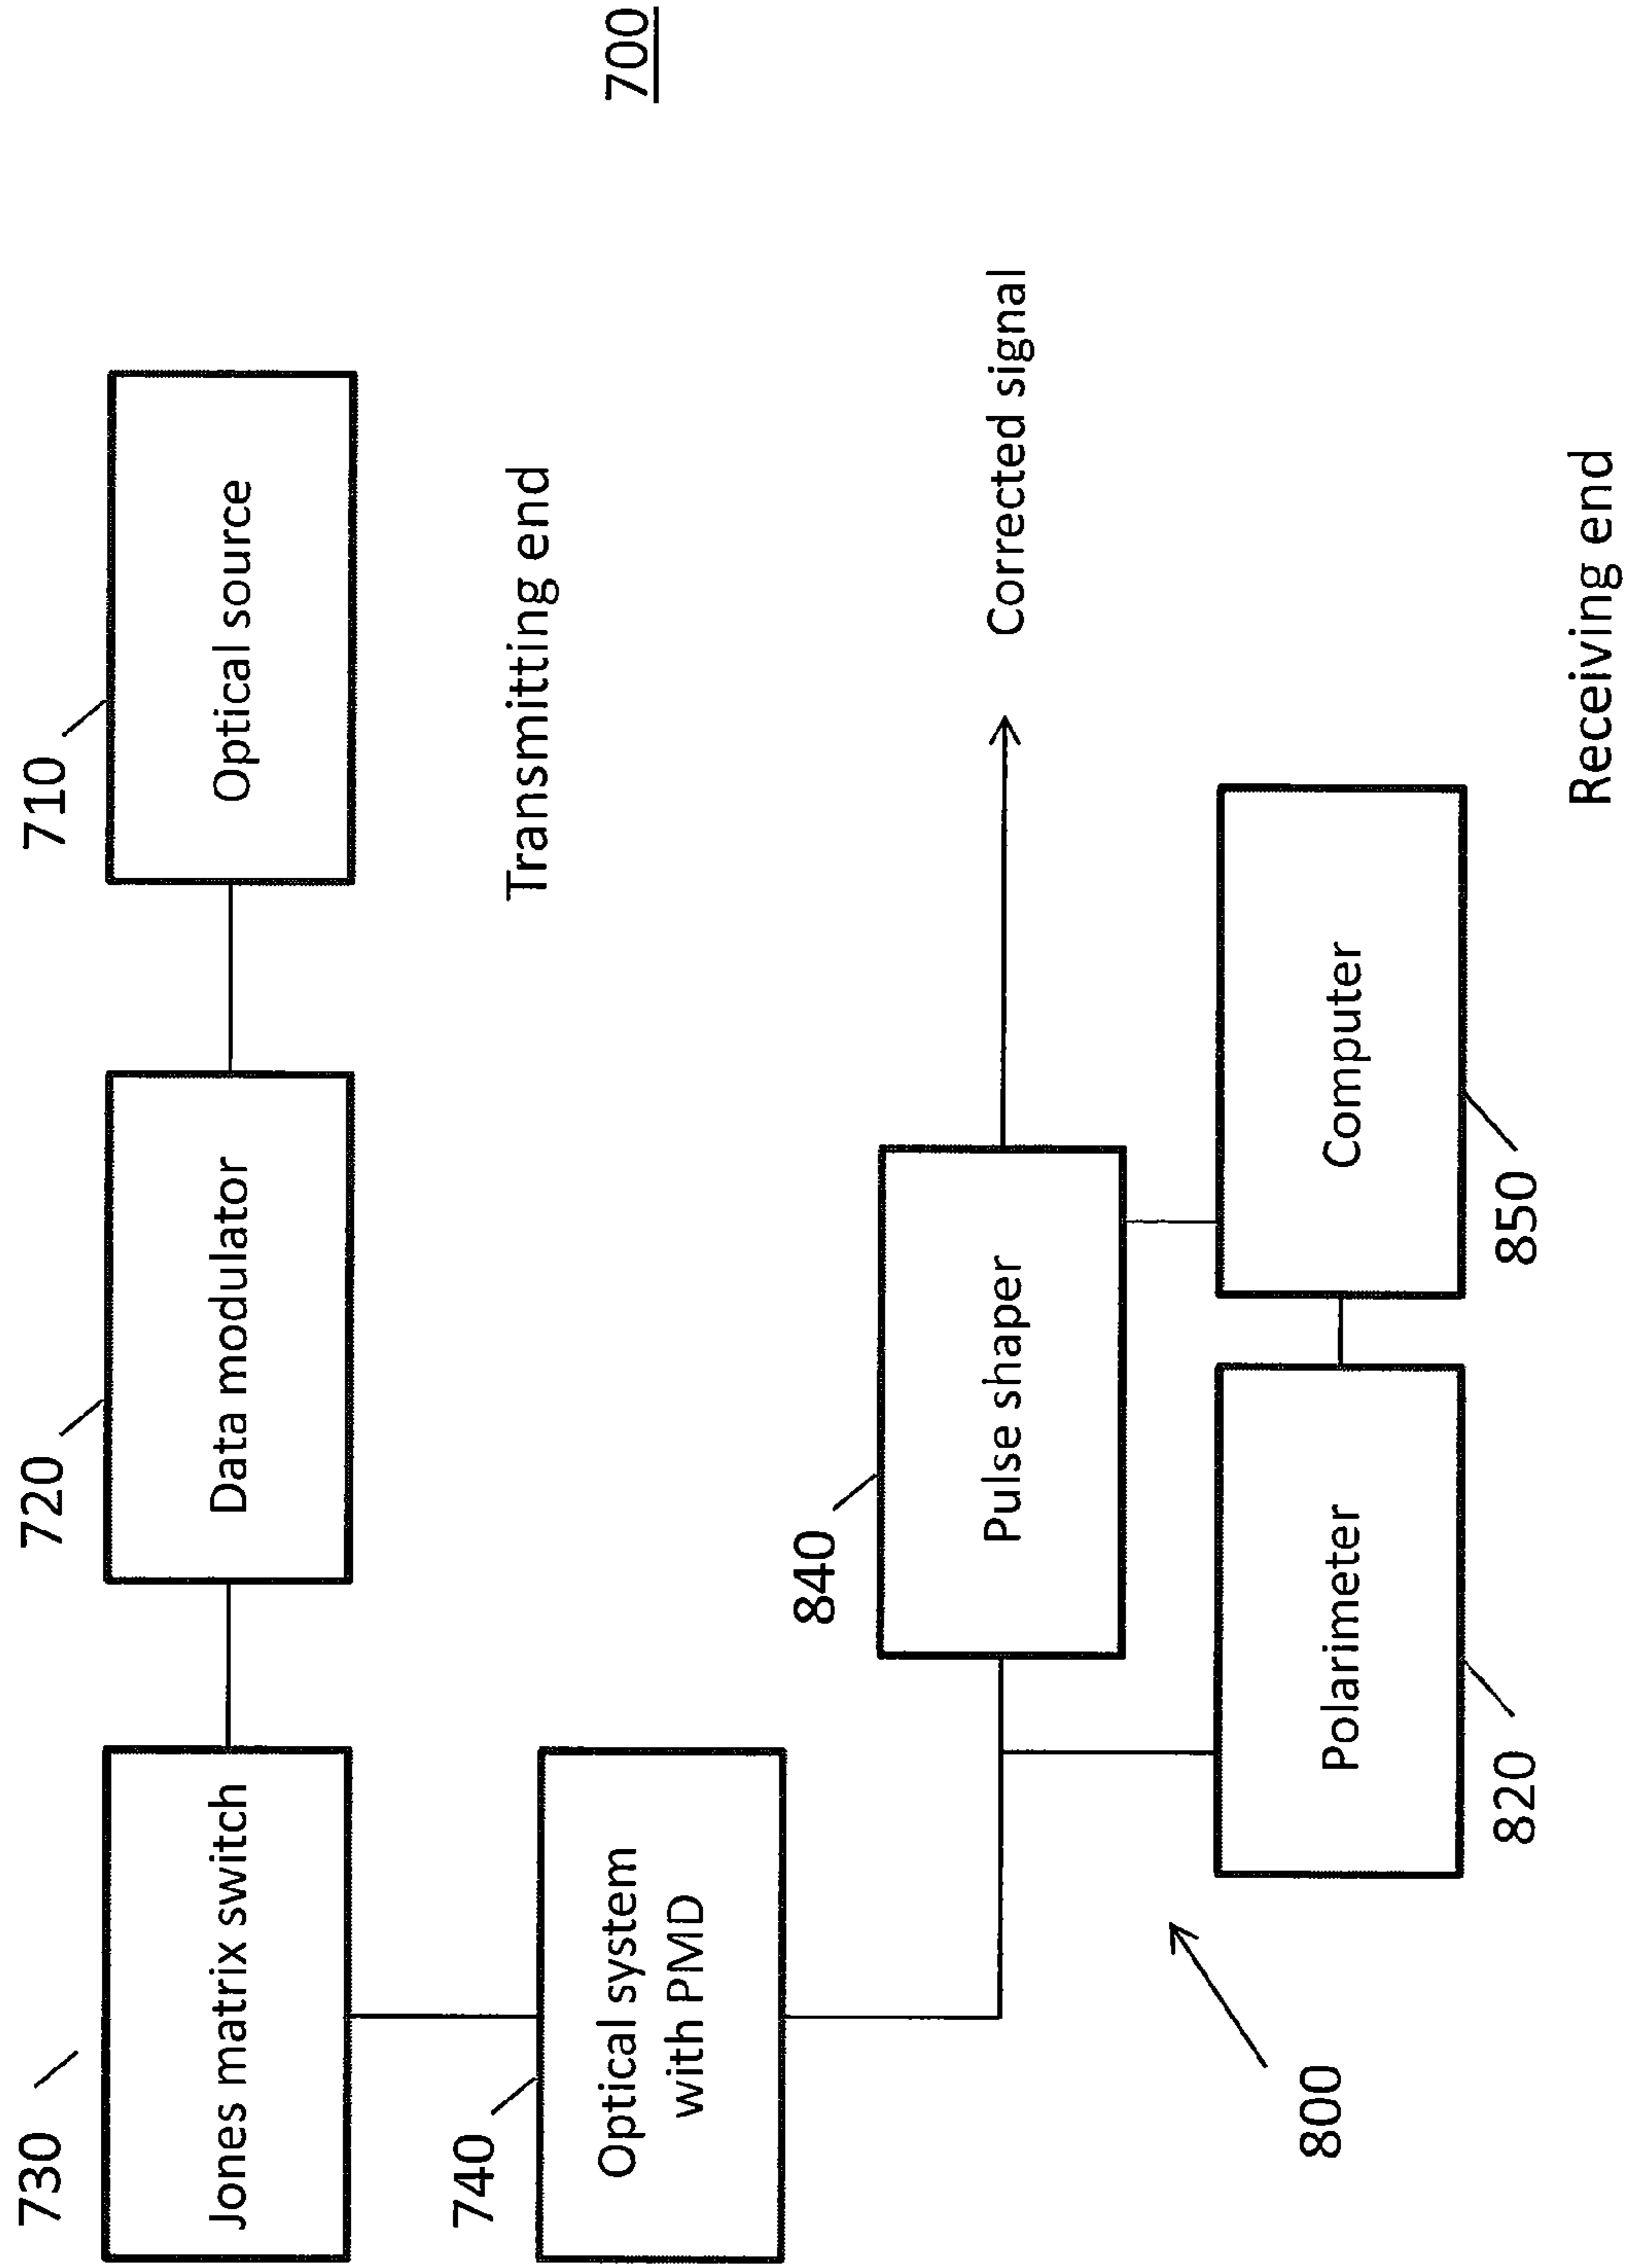 730
720
710
Jones matrix switch
Data modulator
Optical source
740
Transmitting end
Optical system
with PMD
700
840
Pulse shaper
Corrected signal
800
Polarimeter
Computer
820
850
Receiving end